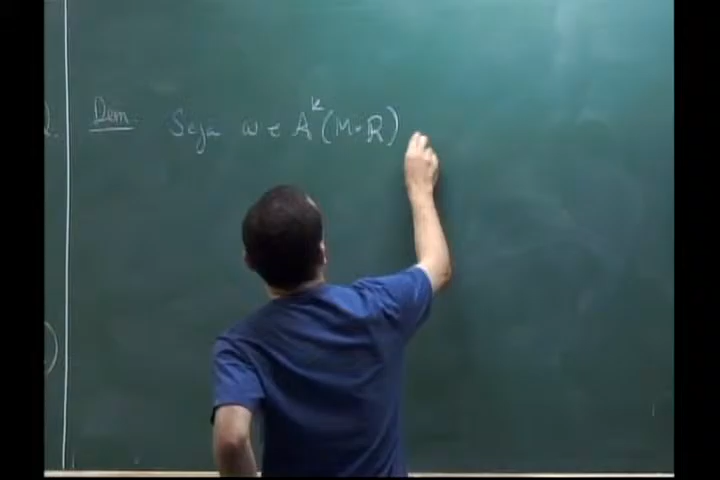 Dem. Seja ω ∈ A^k(M×R)